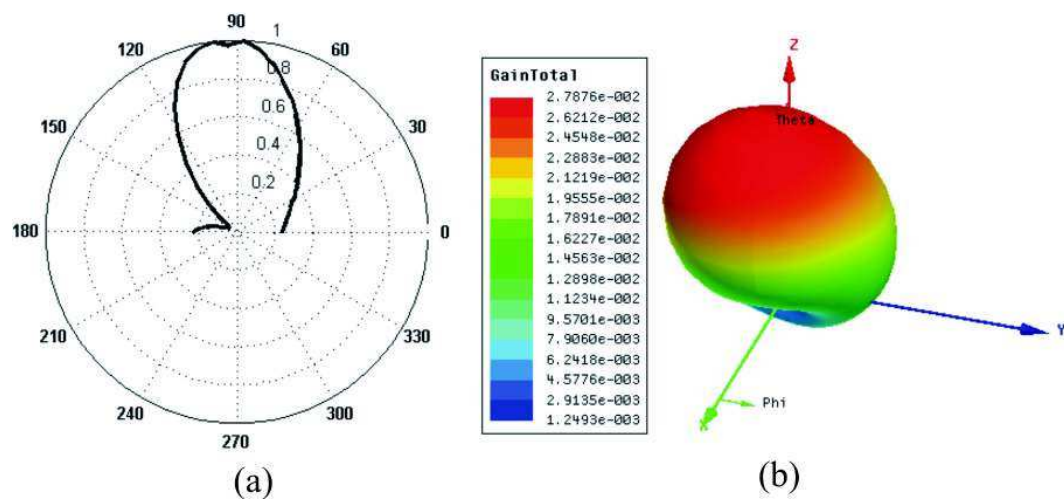 90
1
120
60
0.8
0.6
150
30
0.4
0.2
180
0
210
330
240
300
270
(a)
GainTotal
2.7876e-002
2.6212e-002
2.4548e-002
2.2883e-002
2.1219e-002
1.9555e-002
1.7891e-002
1.6227e-002
1.4563e-002
1.2898e-002
1.1234e-002
9.5701e-003
7.9060e-003
6.2418e-003
4.5776e-003
2.9135e-003
1.2493e-003
Z
Theta
Y
Phi
X
(b)